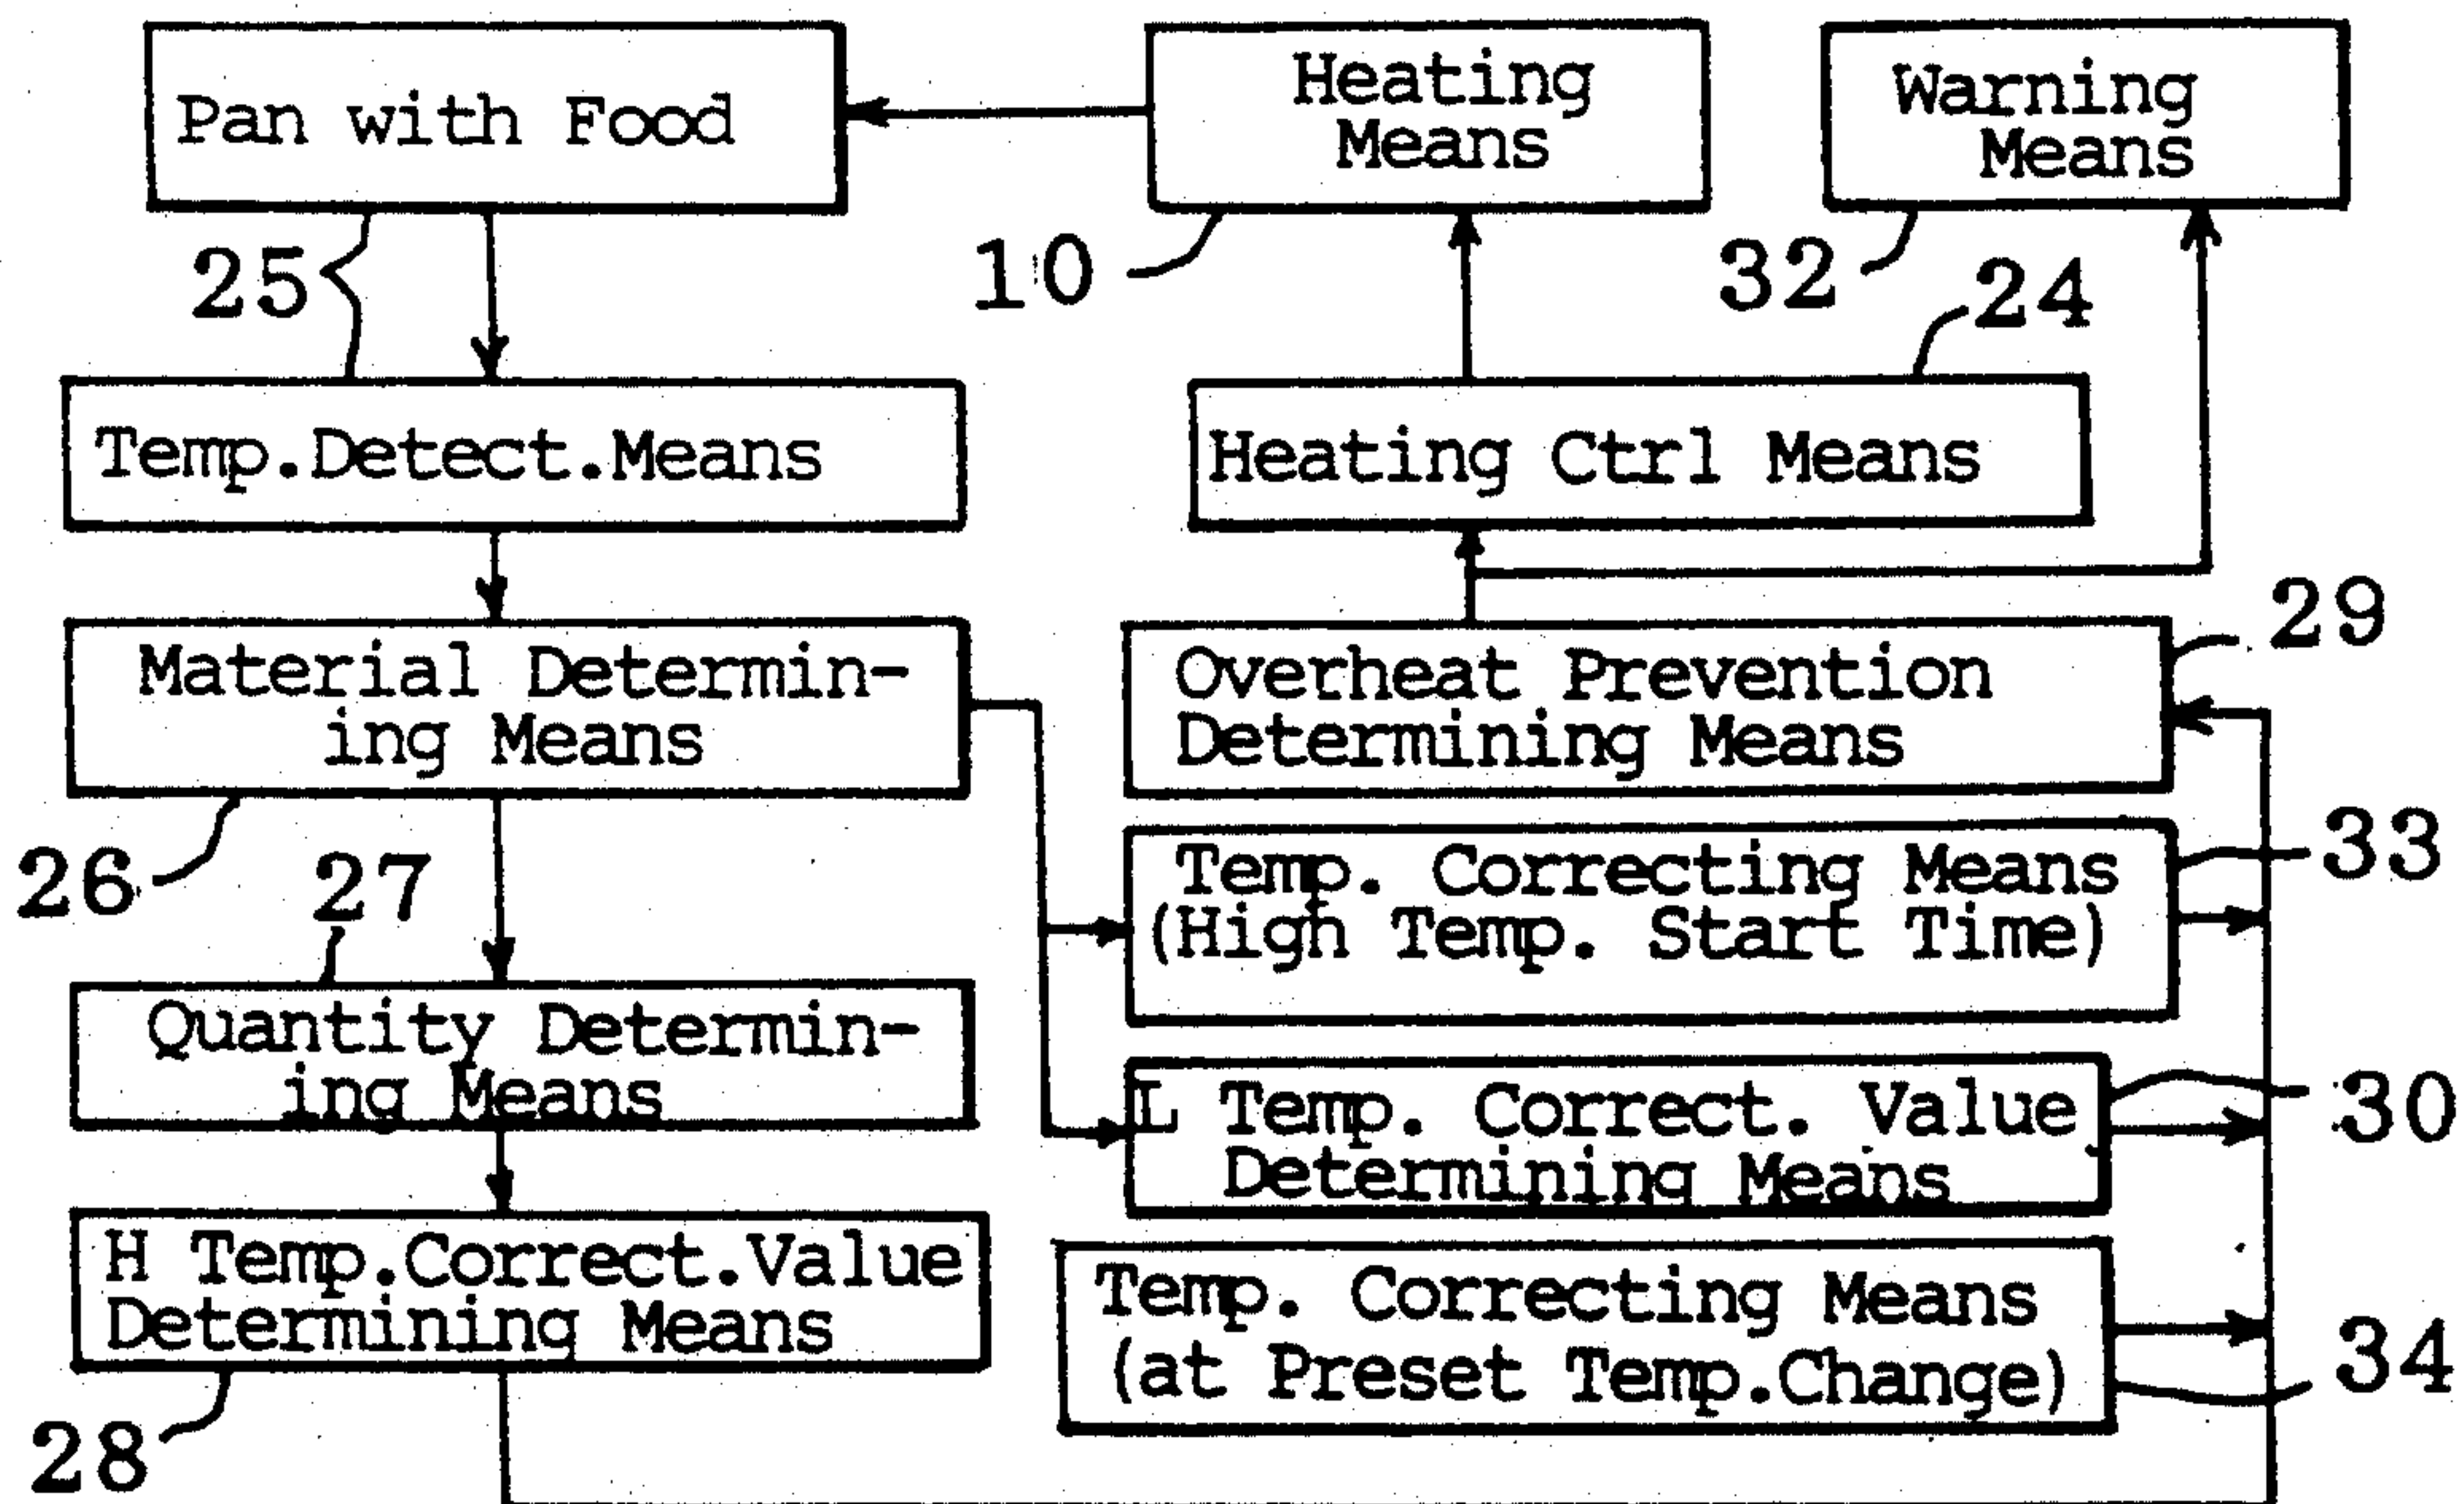 Pan with Food
Heating
Means
Warning
Means
25
10
32
24
Temp.Detect.Means
Heating Ctrl Means
29
Material Determin-
ing Means
Overheat Prevention
Determining Means
26
27
33
Temp. Correcting Means
(High Temp. Start Time)
Quantity Determin-
ing Means
30
L Temp. Correct. Value
Determining Means
H Temp.Correct.Value
Determining Means
Temp. Correcting Means
(at Preset Temp.Change)
34
28